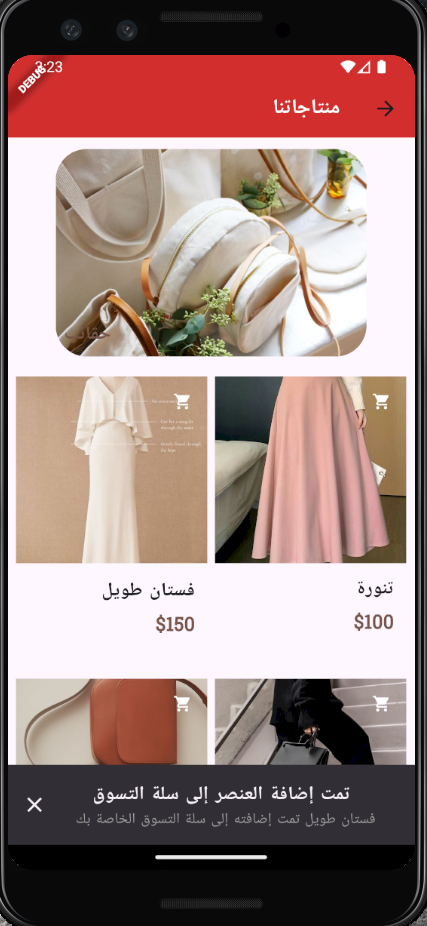 3:23
DEBUG
منتاجاتنا
حقائب
تنورة
$100
فستان طويل
$150
تمت إضافة العنصر إلى سلة التسوق
فستان طويل تمت إضافته إلى سلة التسوق الخاصة بك